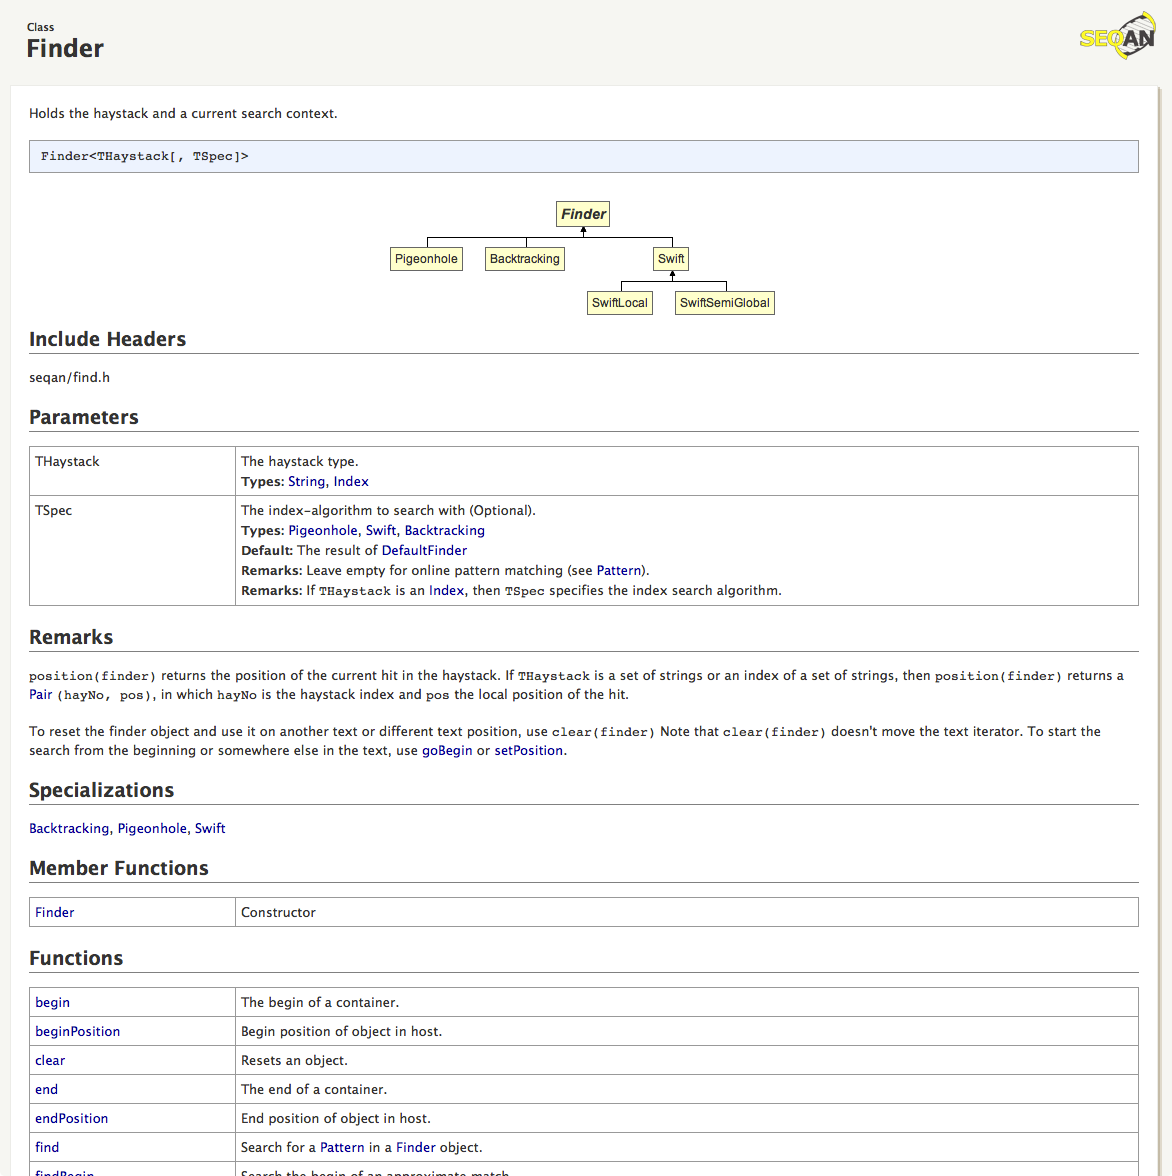 Class
Finder
SEQAN
Holds the haystack and a current search context.
Finder<THaystack[, TSpec]>
Finder
Pigeonhole
Backtracking
Swift
SwiftLocal
SwiftSemiGlobal
Include Headers
seqan/find.h
Parameters
THaystack
The haystack type.
Types: String, Index
TSpec
The index-algorithm to search with (Optional).
Types: Pigeonhole, Swift, Backtracking
Default: The result of DefaultFinder
Remarks: Leave empty for online pattern matching (see Pattern).
Remarks: If THaystack is an Index, then TSpec specifies the index search algorithm.
Remarks
position(finder) returns the position of the current hit in the haystack. If THaystack is a set of strings or an index of a set of strings, then position(finder) returns a
Pair (hayNo, pos), in which hayNo is the haystack index and pos the local position of the hit.
To reset the finder object and use it on another text or different text position, use clear(finder) Note that clear(finder) doesn't move the text iterator. To start the
search from the beginning or somewhere else in the text, use goBegin or setPosition.
Specializations
Backtracking, Pigeonhole, Swift
Member Functions
Finder Constructor
Functions
begin The begin of a container.
beginPosition Begin position of object in host.
clear Resets an object.
end The end of a container.
endPosition End position of object in host.
find Search for a Pattern in a Finder object.
findBegin Search the begin of an approximate match.